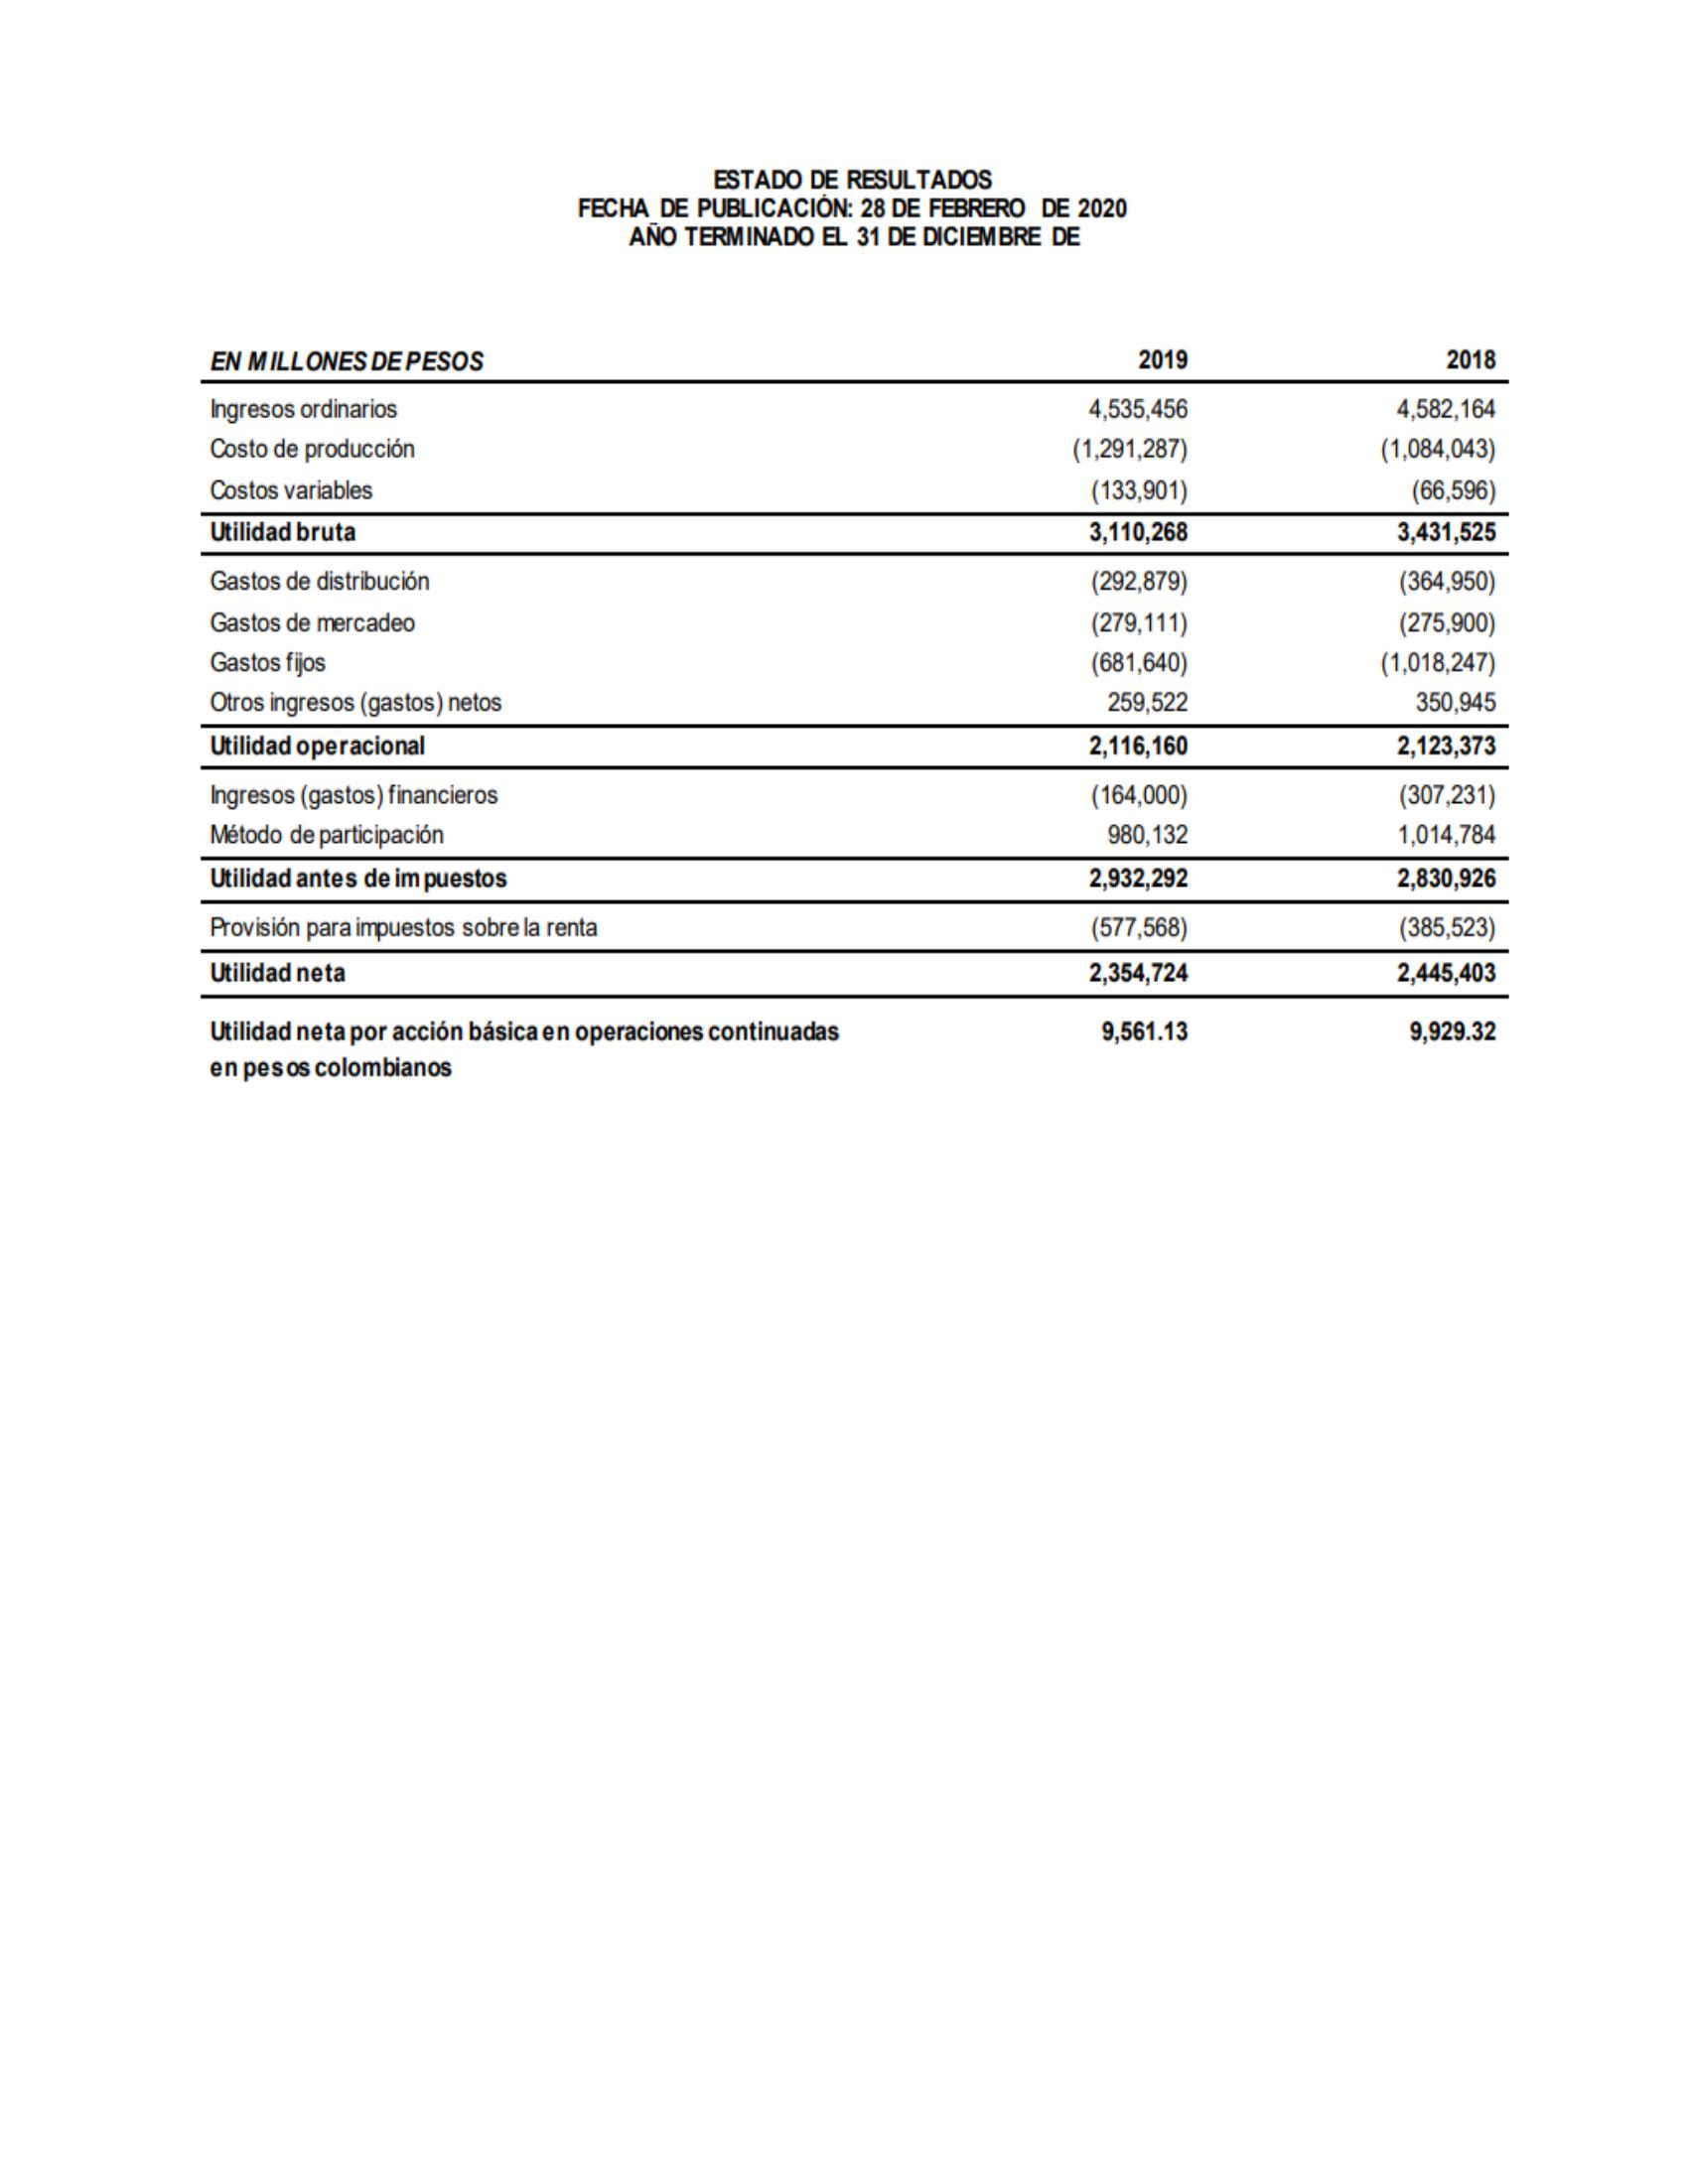 ESTADO DE RESULTADOS
FECHA DE PUBLICACIÓN: 28 DE FEBRERO DE 2020
AÑO TERMINADO EL 31 DE DICIEMBRE DE
EN MILLONES DE PESOS 2019 2018
Ingresos ordinarios 4,535,456 4,582,164
Costo de producción (1,291,287) (1,084,043)
Costos variables (133,901) (66,596)
Utilidad bruta 3,110,268 3,431,525
Gastos de distribución (292,879) (364,950)
Gastos de mercadeo (279,111) (275,900)
Gastos fijos (681,640) (1,018,247)
Otros ingresos (gastos) netos 259,522 350,945
Utilidad operacional 2,116,160 2,123,373
Ingresos (gastos) financieros (164,000) (307,231)
Método de participación 980,132 1,014,784
Utilidad antes de impuestos 2,932,292 2,830,926
Provisión para impuestos sobre la renta (577,568) (385,523)
Utilidad neta 2,354,724 2,445,403
Utilidad neta por acción básica en operaciones continuadas 9,561.13 9,929.32
en pesos colombianos